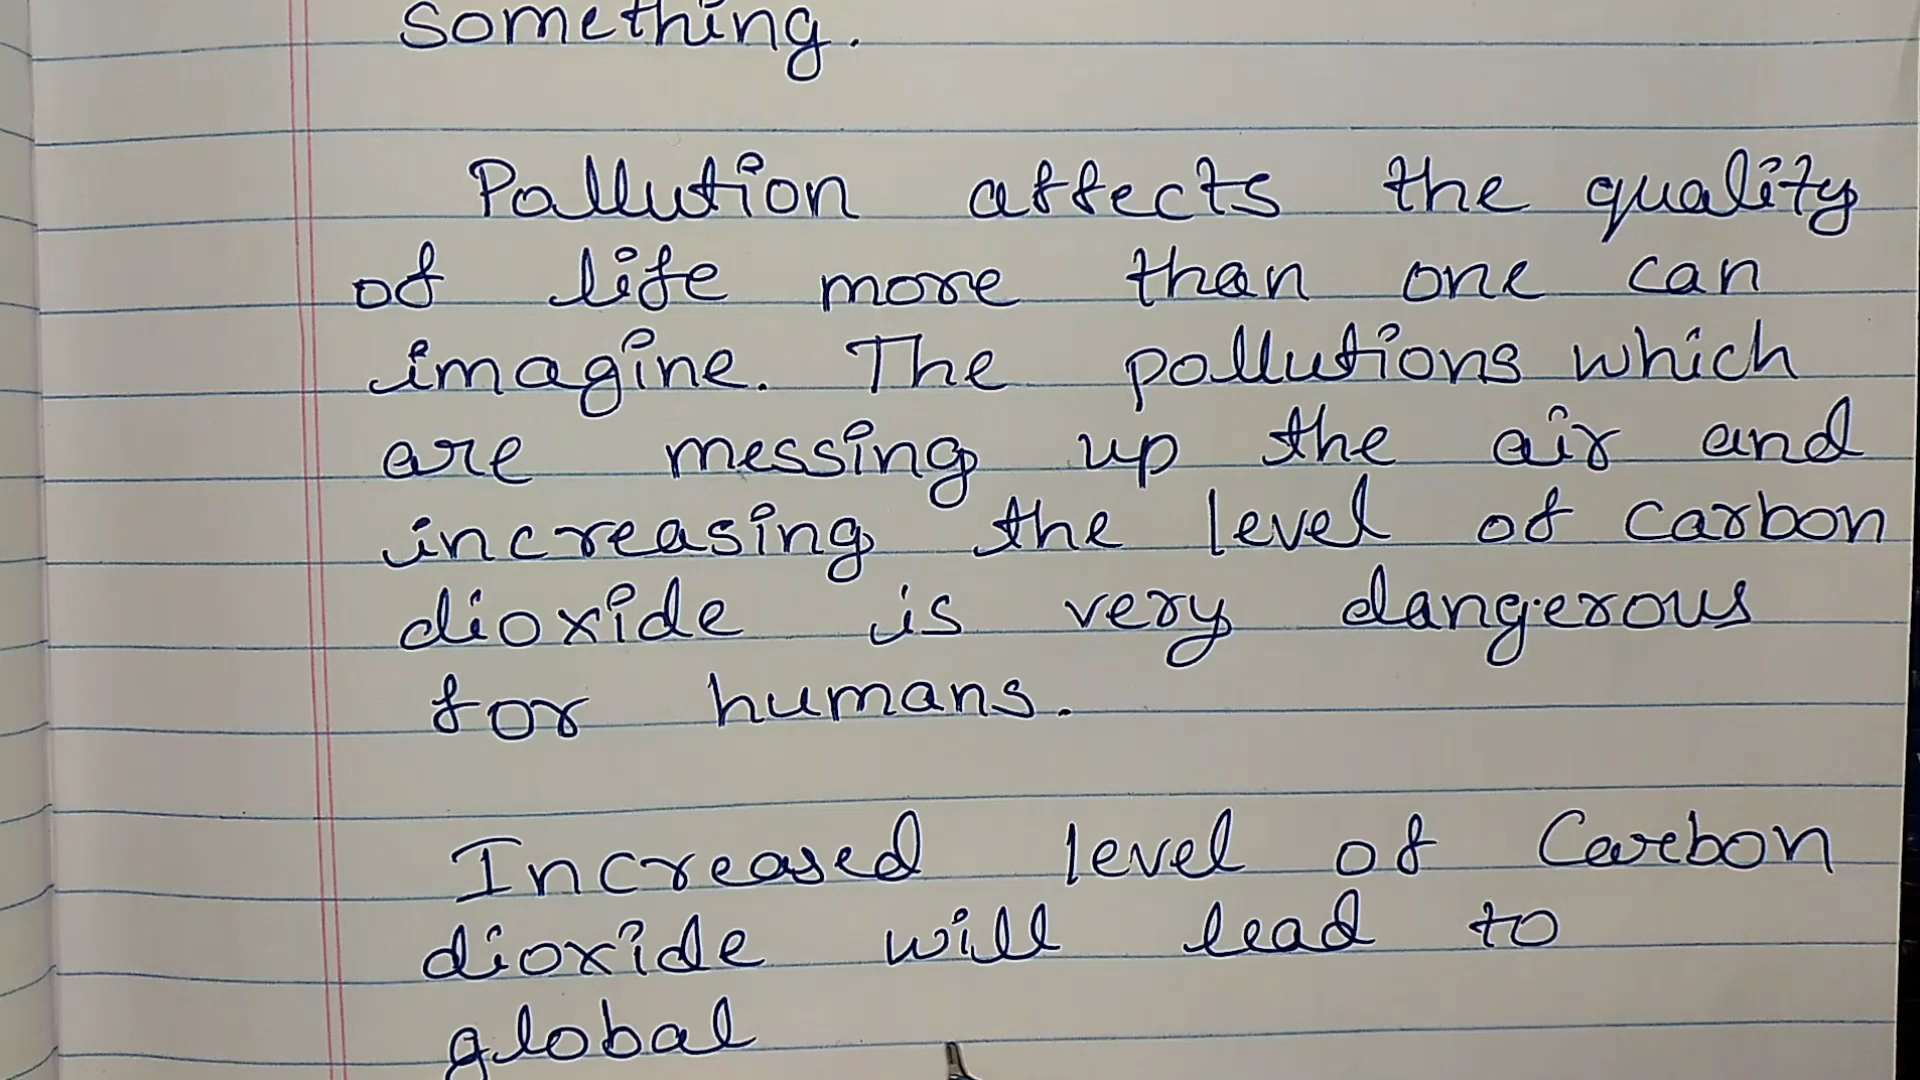 something.
Pollution affects the quality
of life more than one can
imagine. The pollutions which
are messing up the air and
increasing the level of carbon
dioxide is very dangerous
for humans.
Increased level of Carbon
dioxide will lead to
global